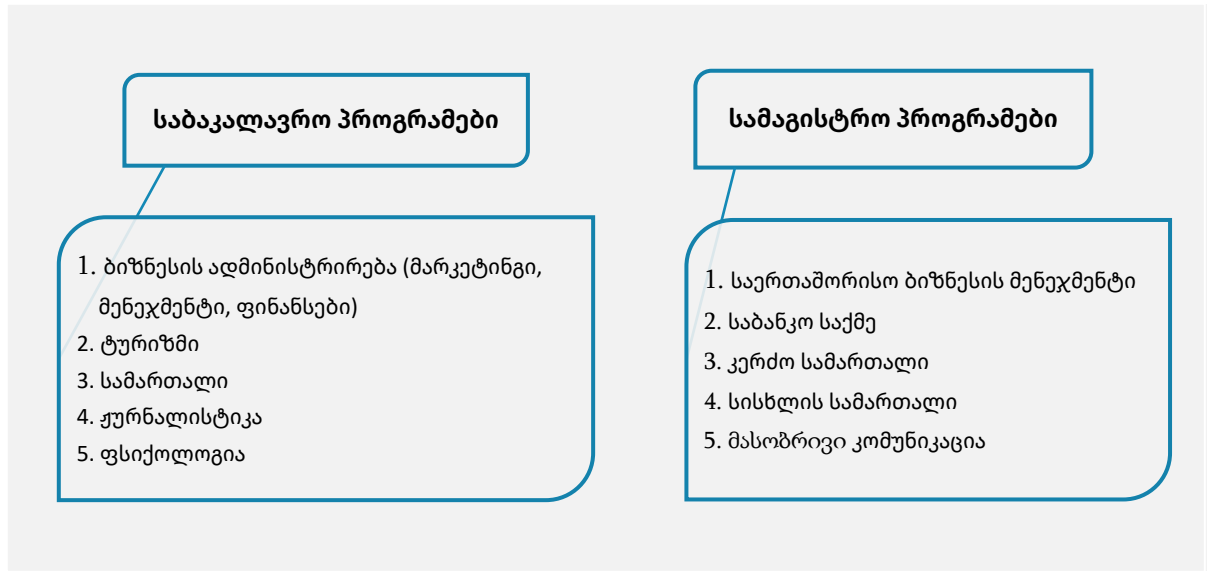 საბაკალავრო პროგრამები
1. ბიზნესის ადმინისტრირება (მარკეტინგი,
მენეჯმენტი, ფინანსები)
2. ტურიზმი
3. სამართალი
4. ჟურნალისტიკა
5. ფსიქოლოგია
სამაგისტრო პროგრამები
1. საერთაშორისო ბიზნესის მენეჯმენტი
2. საბანკო საქმე
3. კერძო სამართალი
4. სისხლის სამართალი
5. მასობრივი კომუნიკაცია